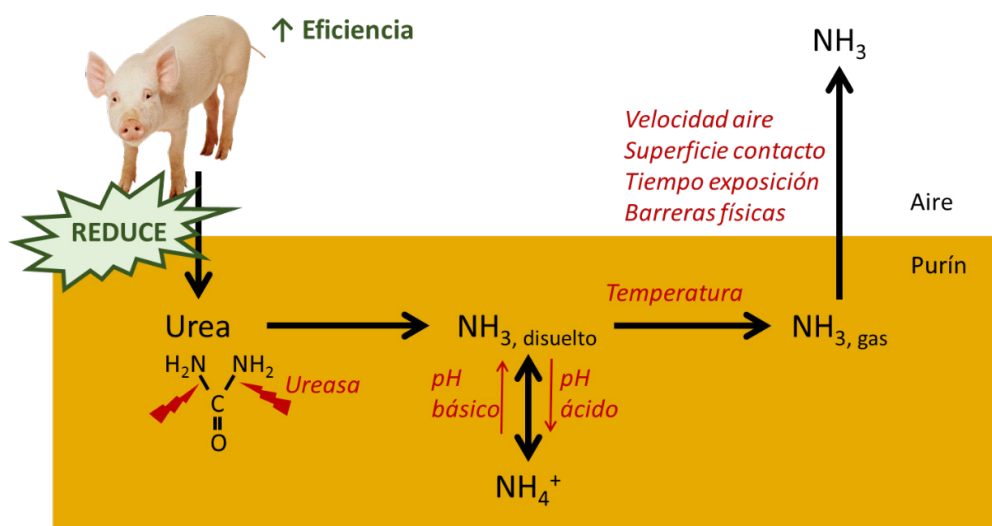 ↑ Eficiencia
NH₃
Velocidad aire
Superficie contacto
Tiempo exposición
Barreras físicas
Aire
REDUCE
Purín
Temperatura
Urea
NH₃, disuelto
NH₃, gas
H₂N
NH₂
Ureasa
C
O
pH
básico
pH
ácido
NH₄⁺